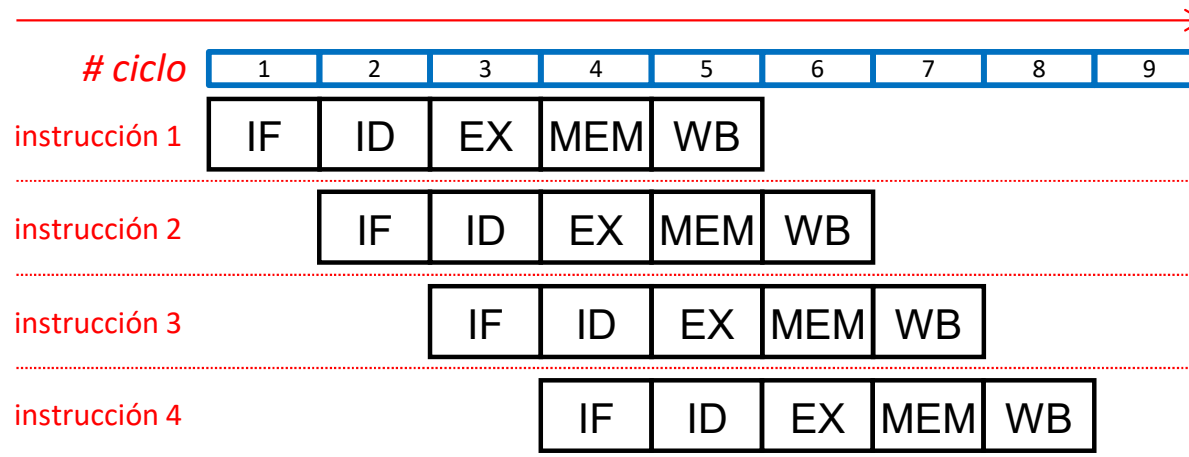 # ciclo 1 2 3 4 5 6 7 8 9
instrucción 1 IF ID EX MEM WB
instrucción 2 IF ID EX MEM WB
instrucción 3 IF ID EX MEM WB
instrucción 4 IF ID EX MEM WB